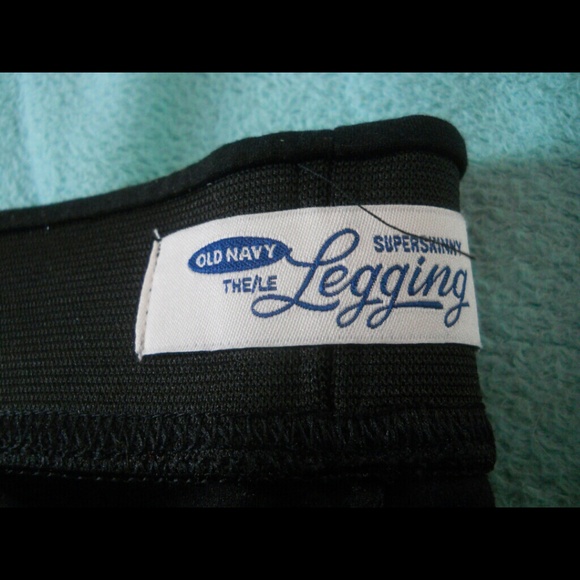 OLD NAVY
THE/LE
SUPERSKINNY
Legging